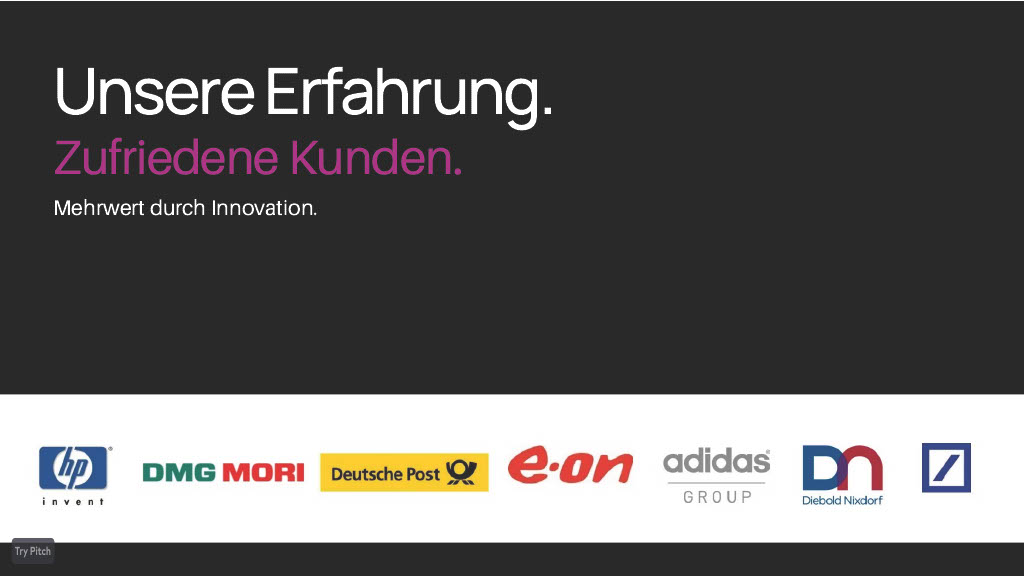 Unsere Erfahrung.
Zufriedene Kunden.
Mehrwert durch Innovation.
hp
invent
DMG MORI
Deutsche Post
e·on
adidas
GROUP
DN
Diebold Nixdorf
Try Pitch